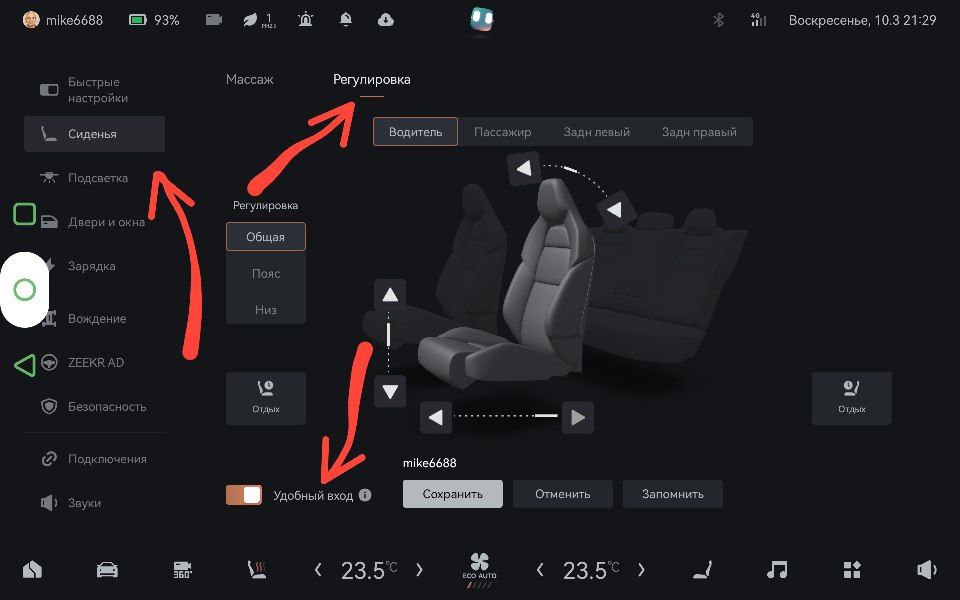 mike6688
93%
1
PM2.5
4G
Воскресенье, 10.3 21:29
Быстрые
настройки
Сиденья
Подсветка
Двери и окна
Зарядка
Вождение
ZEEKR AD
Безопасность
Подключения
Звуки
Массаж
Регулировка
Водитель
Пассажир
Задн левый
Задн правый
Регулировка
Общая
Пояс
Низ
Отдых
Отдых
mike6688
Удобный вход
Сохранить
Отменить
Запомнить
360°
23.5°C
ECO AUTO
23.5°C